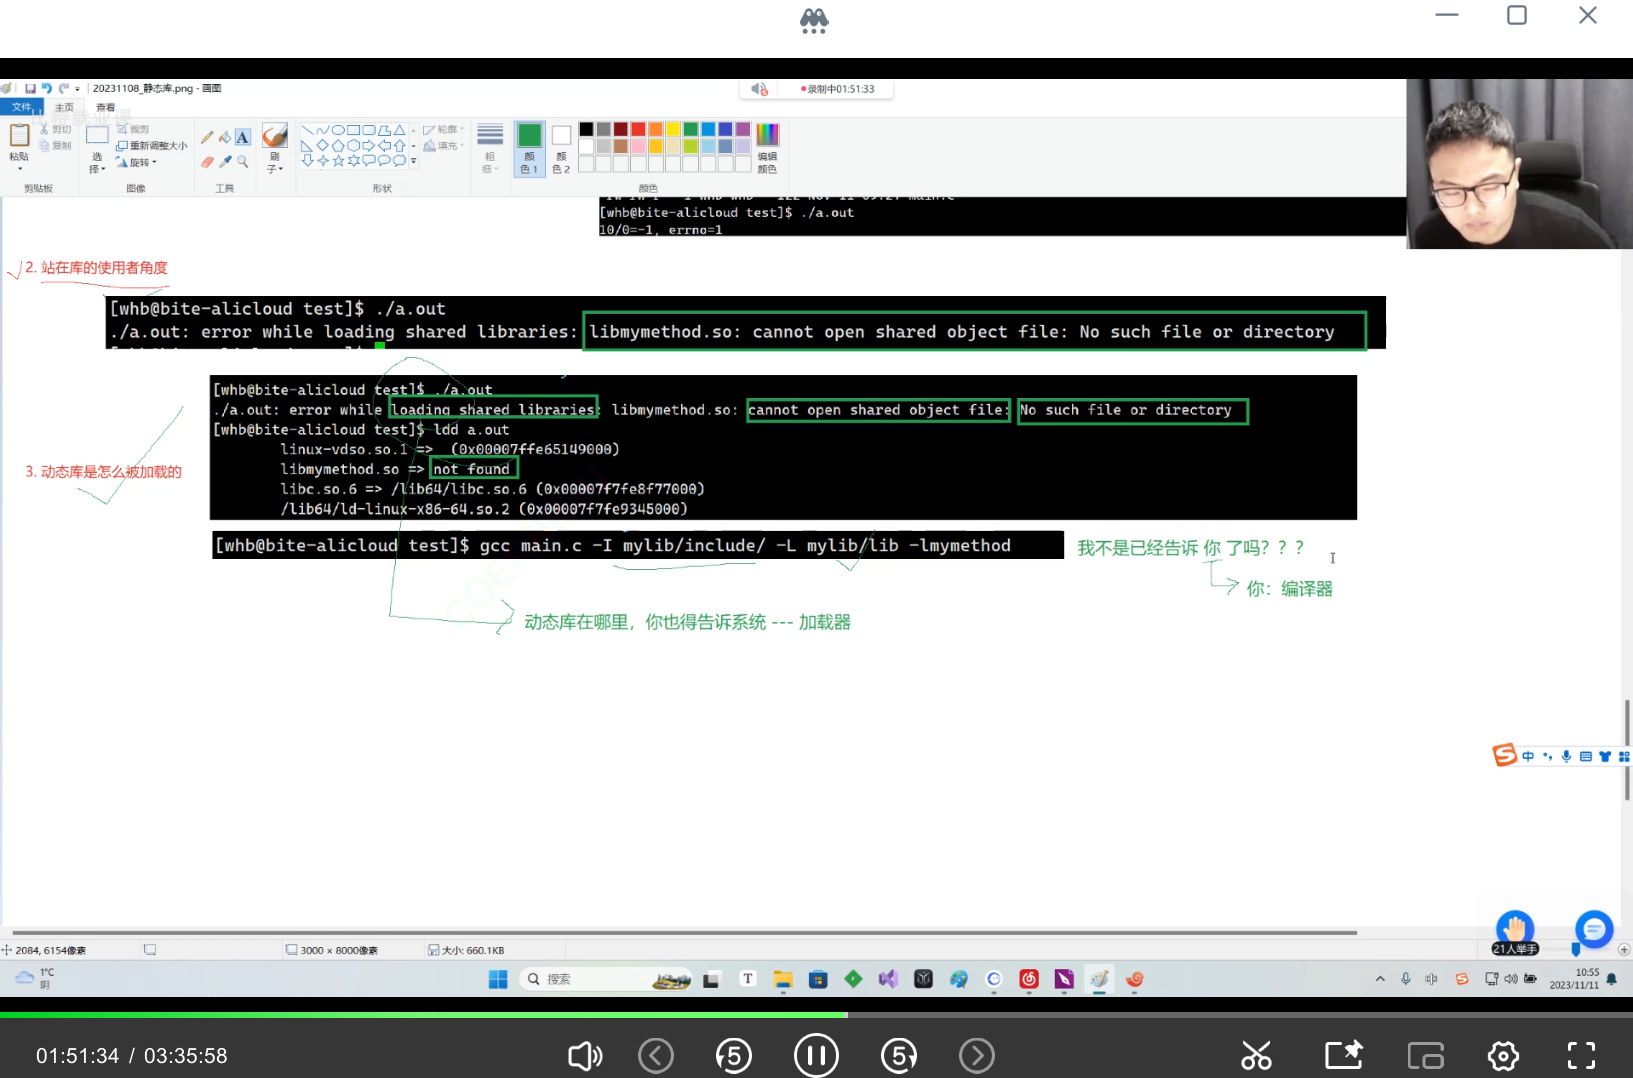 20231108_静态库.png - 画图
录制中01:51:33
文件 主页 查看
剪切
复制
粘贴
剪贴板
裁剪
重新调整大小
旋转
选择
图像
工具
刷子
形状
轮廓
填充
粗细
颜色 1
颜色 2
编辑颜色
颜色
[whb@bite-alicloud test]$ ./a.out
10/0=-1, errno=1
2. 站在库的使用者角度
[whb@bite-alicloud test]$ ./a.out
./a.out: error while loading shared libraries: libmymethod.so: cannot open shared object file: No such file or directory
[whb@bite-alicloud test]$ ./a.out
./a.out: error while loading shared libraries: libmymethod.so: cannot open shared object file: No such file or directory
[whb@bite-alicloud test]$ ldd a.out
linux-vdso.so.1 => (0x00007ffe65149000)
libmymethod.so => not found
libc.so.6 => /lib64/libc.so.6 (0x00007f7fe8f77000)
/lib64/ld-linux-x86-64.so.2 (0x00007f7fe9345000)
3. 动态库是怎么被加载的
[whb@bite-alicloud test]$ gcc main.c -I mylib/include/ -L mylib/lib -lmymethod
我不是已经告诉 你 了吗？？？
你：编译器
动态库在哪里，你也得告诉系统 --- 加载器
中
21人举手
2084, 6154像素
3000 × 8000像素
大小: 660.1KB
1°C
阴
搜索
中
10:55
2023/11/11
01:51:34 / 03:35:58
5
5